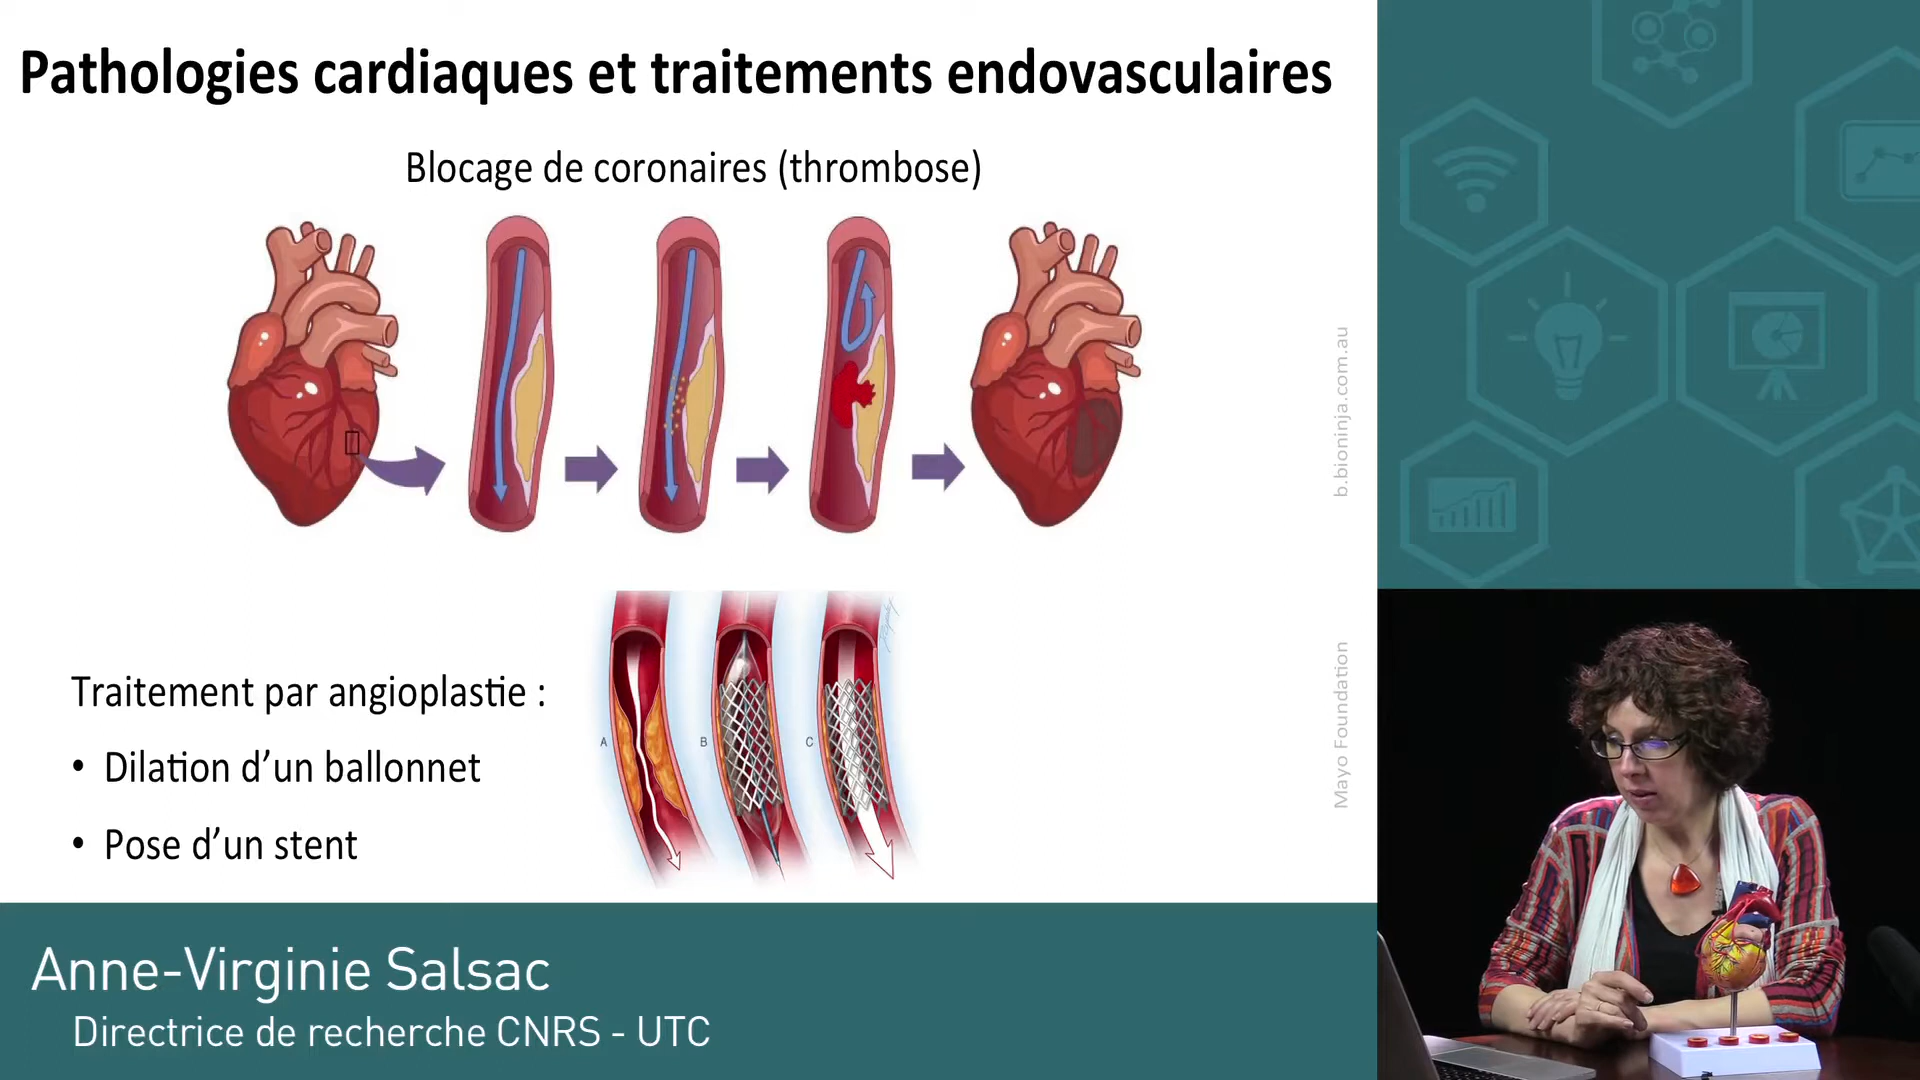 Pathologies cardiaques et traitements endovasculaires
Blocage de coronaires (thrombose)
b.bioninja.com.au
Traitement par angioplastie :
• Dilation d’un ballonnet
• Pose d’un stent
A
B
C
Mayo Foundation
Anne-Virginie Salsac
Directrice de recherche CNRS - UTC